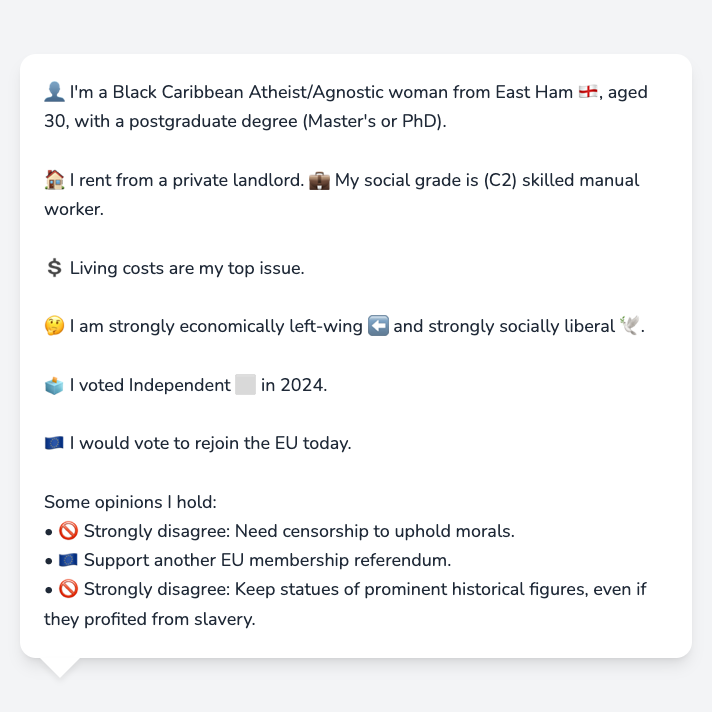 👤 I'm a Black Caribbean Atheist/Agnostic woman from East Ham 🏴󠁧󠁢󠁥󠁮󠁧󠁿, aged
30, with a postgraduate degree (Master's or PhD).
🏠 I rent from a private landlord. 💼 My social grade is (C2) skilled manual
worker.
💲 Living costs are my top issue.
🤔 I am strongly economically left-wing ⬅️ and strongly socially liberal 🕊️.
🗳️ I voted Independent ⬜ in 2024.
🇪🇺 I would vote to rejoin the EU today.
Some opinions I hold:
• 🚫 Strongly disagree: Need censorship to uphold morals.
• 🇪🇺 Support another EU membership referendum.
• 🚫 Strongly disagree: Keep statues of prominent historical figures, even if
they profited from slavery.